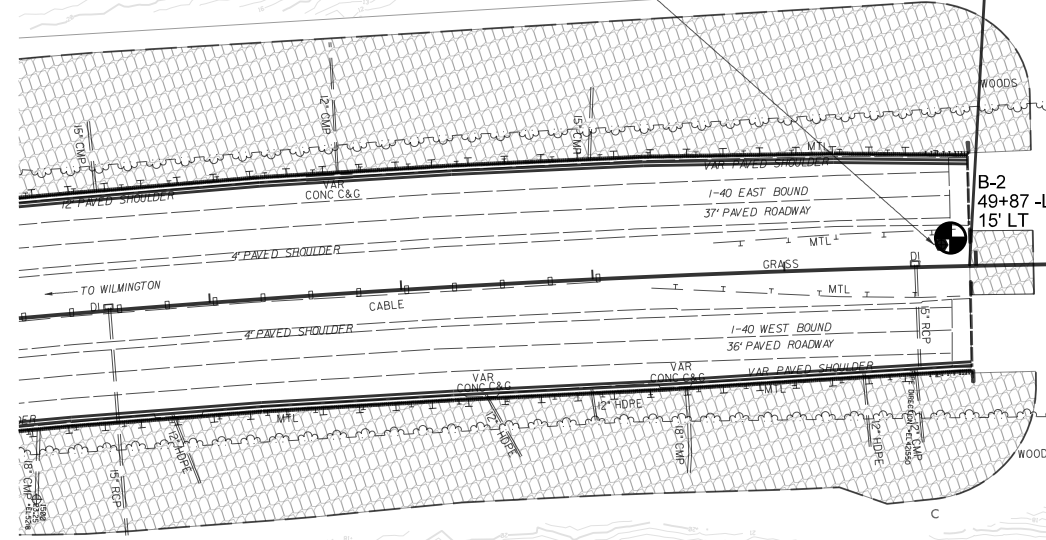 WOODS
12" CMP
15" CMP
15" CMP
MTL
VAR PAVED SHOULDER
VAR
CONC C&G
12' PAVED SHOULDER
1-40 EAST BOUND
37' PAVED ROADWAY
B-2
49+87 -L
15' LT
4' PAVED SHOULDER
MTL
DI
GRASS
TO WILMINGTON
DI
CABLE
MTL
15" RCP
4' PAVED SHOULDER
1-40 WEST BOUND
36' PAVED ROADWAY
VAR
CONC C&G
VAR
CONC C&G
VAR PAVED SHOULDER
MTL
12" HDPE
MTL
12" HDPE
12" HDPE
18" CMP
12" HDPE
12" CMP
WOOD
18" CMP
15" RCP
C